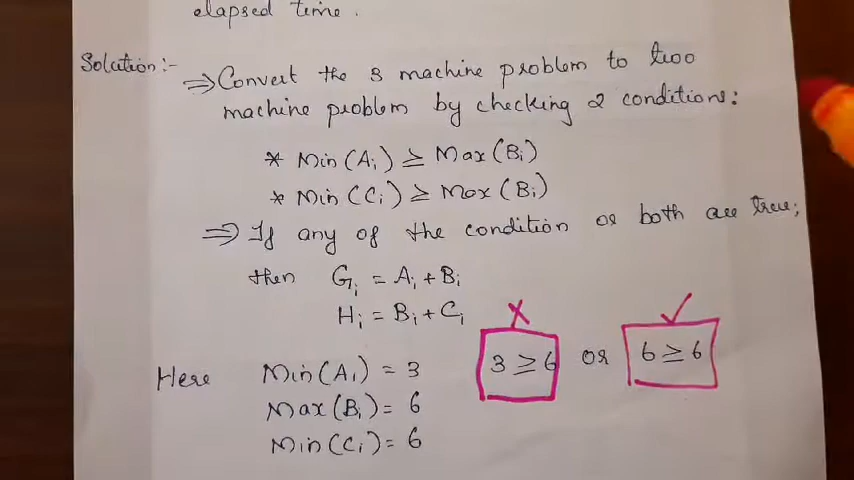 elapsed time.
Solution:- ⇒ Convert the 3 machine problem to two
machine problem by checking 2 conditions:
* Min(Ai) ≥ Max(Bi)
* Min(Ci) ≥ Max(Bi)
⇒ If any of the condition or both are true;
then Gi = Ai + Bi
Hi = Bi + Ci
Here Min(Ai) = 3 3 ≥ 6 or 6 ≥ 6
Max(Bi) = 6
Min(Ci) = 6